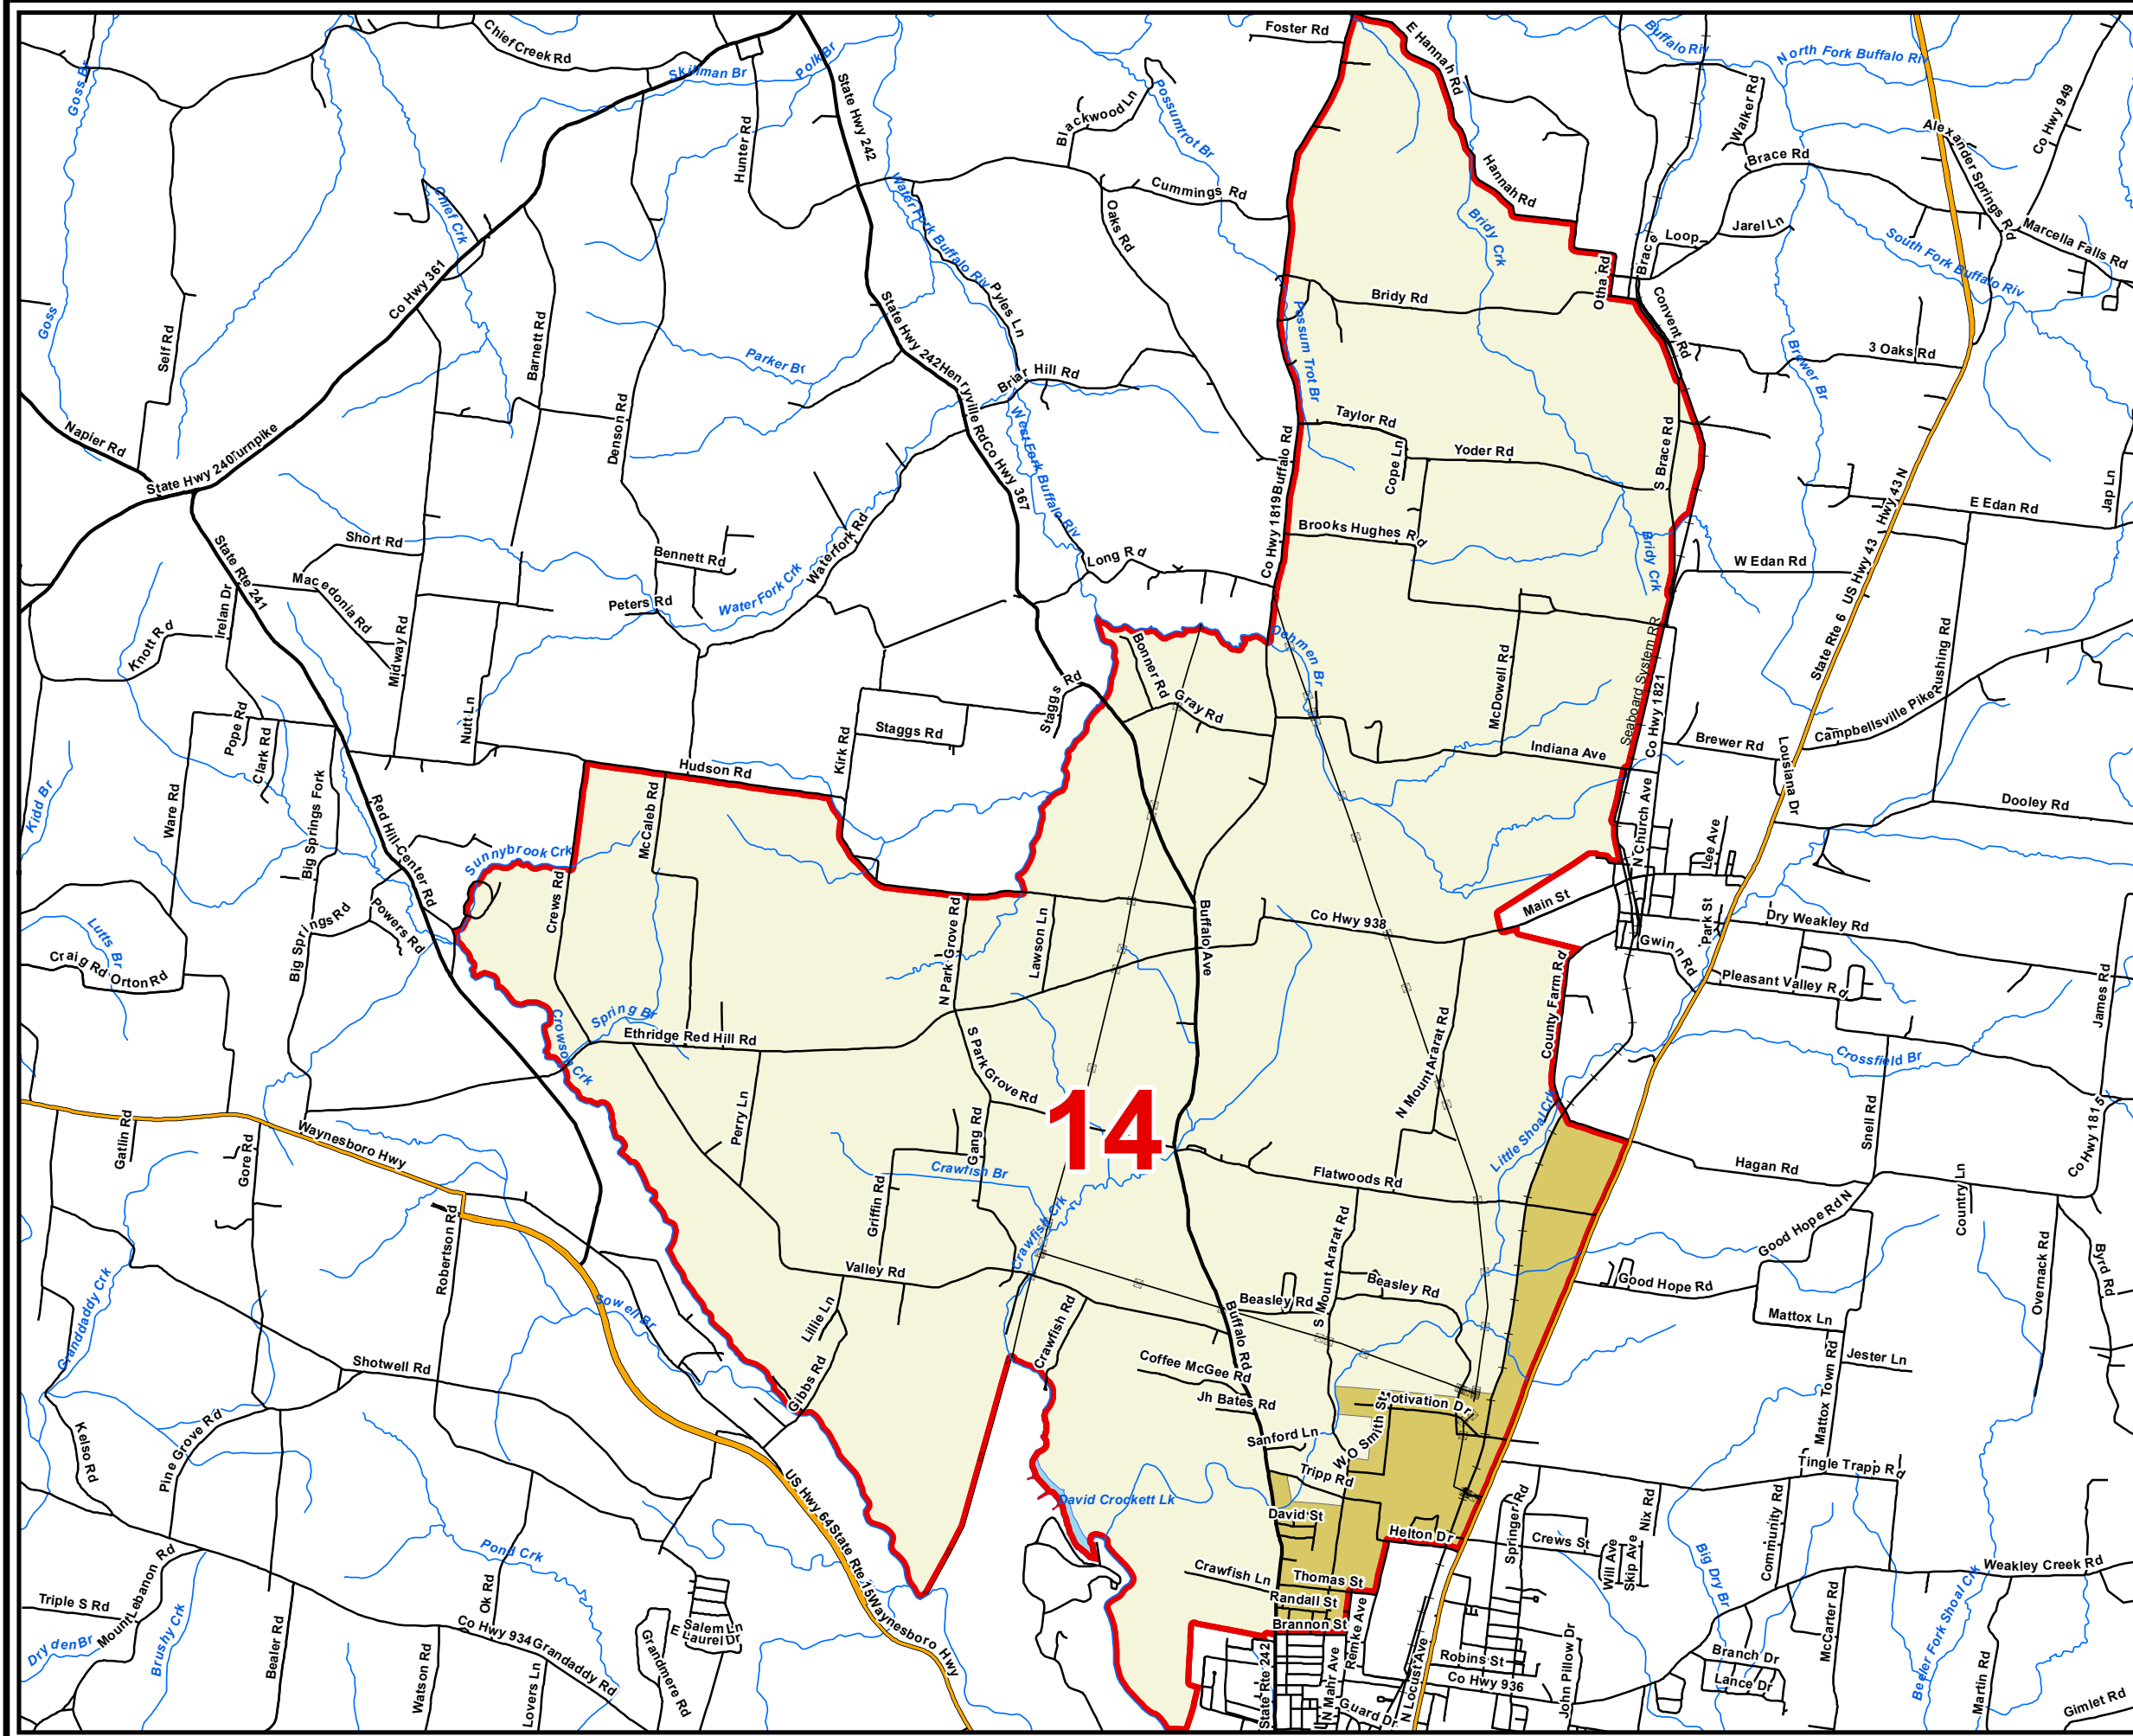 Foster Rd
E Hannah Rd
Buffalo Riv
North Fork Buffalo Riv
Chief Creek Rd
Skillman Br
Polk Br
Goss Br
State Hwy 242
Hunter Rd
Blackwood Ln
Possumtrot Br
Walker Rd
Brace Rd
Alexander Springs Rd
Co Hwy 949
Chief Crk
Water Fork Buffalo Riv
Cummings Rd
Hannah Rd
Oaks Rd
Bridy Crk
Brace
Loop
Jarel Ln
Marcella Falls Rd
South Fork Buffalo Riv
Co Hwy 361
Pyles Ln
Otha Rd
Bridy Rd
Convent Rd
Goss
Self Rd
Barnett Rd
Parker Br
State Hwy 242
Henryville Rd
Co Hwy 367
Briar Hill Rd
Possum Trot Br
3 Oaks Rd
Brewer Br
Napier Rd
State Hwy 240
Turnpike
Denson Rd
West Fork Buffalo Riv
Taylor Rd
Cope Ln
Yoder Rd
S Brace Rd
Co Hwy 1819
Buffalo Rd
Brooks Hughes Rd
E Edan Rd
Jap Ln
Short Rd
Bennett Rd
Waterfork Rd
Long Rd
Bridy Crk
W Edan Rd
State Rte 6
US Hwy 43
Hwy 43 N
State Rte 241
Irelan Dr
Macedonia Rd
Midway Rd
Peters Rd
Water Fork Crk
Knott Rd
Dehmen Br
Bonner Rd
Gray Rd
McDowell Rd
Seaboard System RR
Co Hwy 1821
Rushing Rd
Campbellsville Pike
Pope Rd
Clark Rd
Nutt Ln
Kirk Rd
Staggs Rd
Staggs Rd
Indiana Ave
Brewer Rd
Lousiana Dr
Kidd Br
Ware Rd
Big Springs Fork
Red Hill-Center Rd
Hudson Rd
McCaleb Rd
N Church Ave
Lee Ave
Dooley Rd
Sunnybrook Crk
Crews Rd
Lutts Br
Craig Rd
Orton Rd
Big Springs Rd
Powers Rd
N Park Grove Rd
Lawson Ln
Buffalo Ave
Co Hwy 938
Main St
Park St
Dry Weakley Rd
Gwinn Rd
Pleasant Valley Rd
James Rd
County Farm Rd
Crowson Crk
Spring Br
Ethridge Red Hill Rd
S Park Grove Rd
N Mount Ararat Rd
Crossfield Br
Gatlin Rd
Gore Rd
Waynesboro Hwy
Perry Ln
Gang Rd
14
Little Shoal Crk
Snell Rd
Co Hwy 1815
Crawfish Br
Griffin Rd
Crawfish Crk
Flatwoods Rd
Hagan Rd
Country Ln
Good Hope Rd N
Robertson Rd
Valley Rd
S Mount Ararat Rd
Beasley Rd
Beasley Rd
Good Hope Rd
Overnack Rd
Byrd Rd
Granddaddy Crk
Sowell Br
Lillie Ln
Gibbs Rd
Crawfish Rd
Buffalo Rd
Mattox Ln
Mattox Town Rd
Jester Ln
Shotwell Rd
Coffee McGee Rd
Jh Bates Rd
Motivation Dr
W O Smith St
Kelso Rd
Pine Grove Rd
Sanford Ln
Tripp Rd
Tingle Trapp Rd
US Hwy 64
State Rte 15
Waynesboro Hwy
David Crockett Lk
David St
Helton Dr
Springer Rd
Crews St
Nix Rd
Will Ave
Skip Ave
Community Rd
Weakley Creek Rd
Pond Crk
Crawfish Ln
Thomas St
Randall St
Brannon St
Big Dry Br
Triple S Rd
Mount Lebanon Rd
Dryden Br
Brushy Crk
Bealer Rd
Ok Rd
Co Hwy 934
Grandaddy Rd
Watson Rd
Lovers Ln
Salem Ln
E Laurel Dr
Grandmere Rd
State Rte 242
N Mahr Ave
Remke Ave
Guard Dr
N Locust Ave
Robins St
Co Hwy 936
John Pillow Dr
Branch Dr
Lance Dr
McCarter Rd
Beeler Fork Shoal Crk
Martin Rd
Gimlet Rd